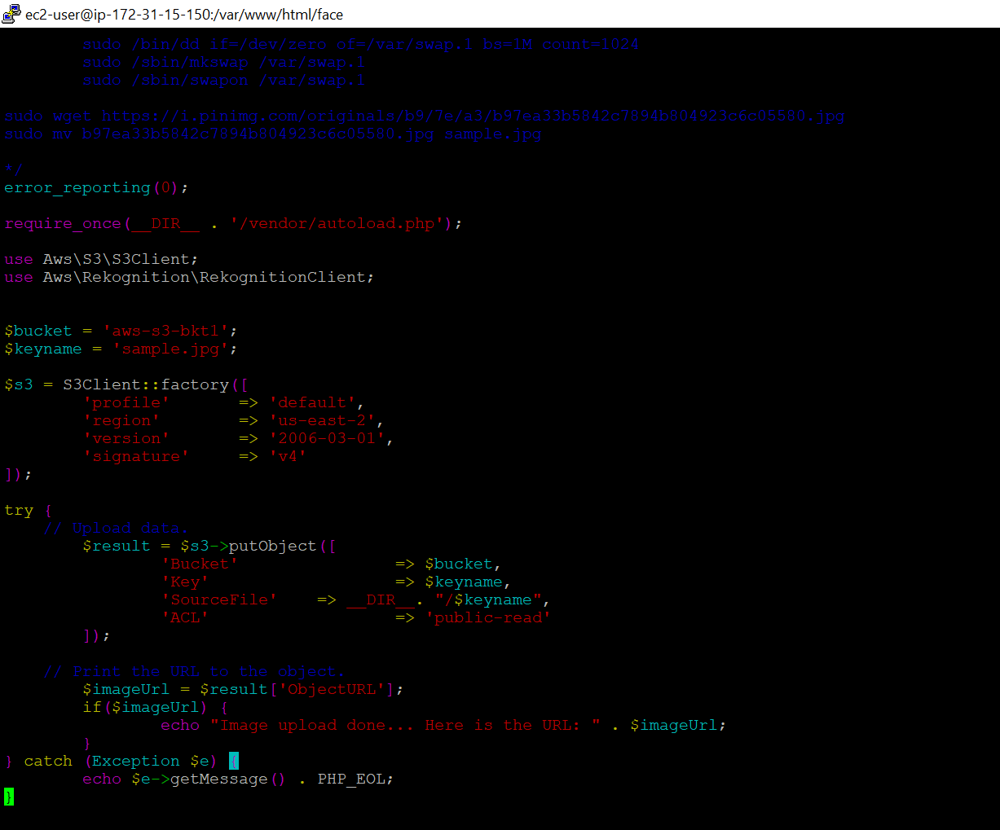 ec2-user@ip-172-31-15-150:/var/www/html/face
sudo /bin/dd if=/dev/zero of=/var/swap.1 bs=1M count=1024
sudo /sbin/mkswap /var/swap.1
sudo /sbin/swapon /var/swap.1
sudo wget https://i.pinimg.com/originals/b9/7e/a3/b97ea33b5842c7894b804923c6c05580.jpg
sudo mv b97ea33b5842c7894b804923c6c05580.jpg sample.jpg
*/
error_reporting(0);
require_once(__DIR__ . '/vendor/autoload.php');
use Aws\S3\S3Client;
use Aws\Rekognition\RekognitionClient;
$bucket = 'aws-s3-bkt1';
$keyname = 'sample.jpg';
$s3 = S3Client::factory([
'profile' => 'default',
'region' => 'us-east-2',
'version' => '2006-03-01',
'signature' => 'v4'
]);
try {
// Upload data.
$result = $s3->putObject([
'Bucket' => $bucket,
'Key' => $keyname,
'SourceFile' => __DIR__. "/$keyname",
'ACL' => 'public-read'
]);
// Print the URL to the object.
$imageUrl = $result['ObjectURL'];
if($imageUrl) {
echo "Image upload done... Here is the URL: " . $imageUrl;
}
} catch (Exception $e) {
echo $e->getMessage() . PHP_EOL;
}